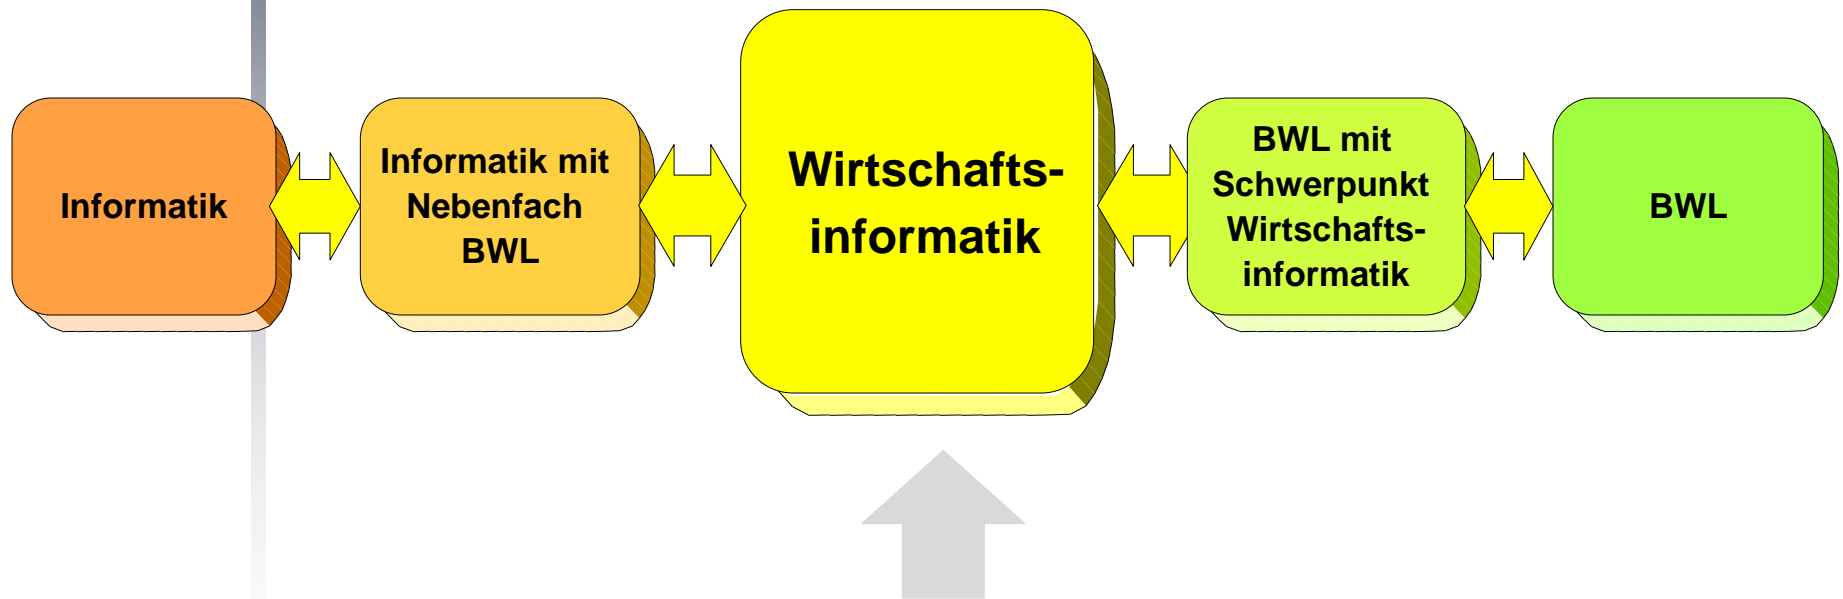 Informatik
Informatik mit
Nebenfach
BWL
Wirtschafts-
informatik
BWL mit
Schwerpunkt
Wirtschafts-
informatik
BWL